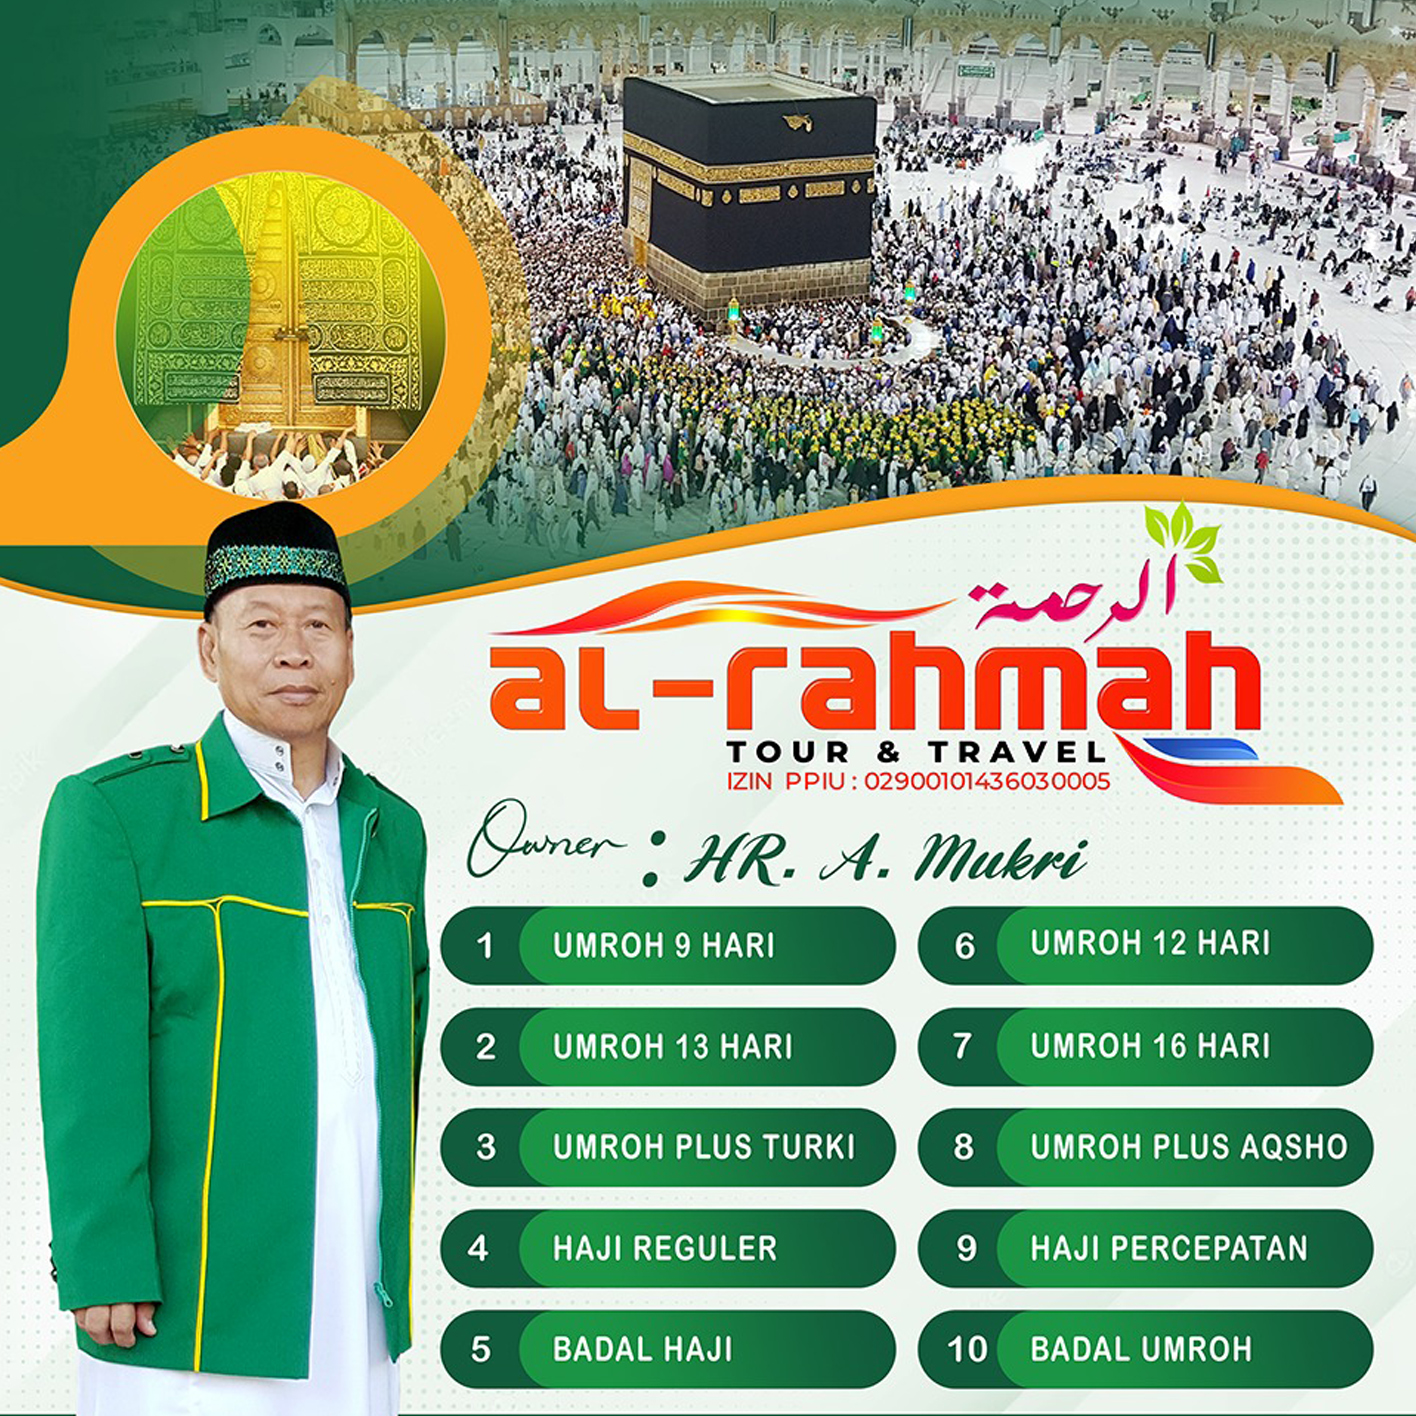 الرحمة
aL-rahmah
TOUR & TRAVEL
IZIN PPIU : 02900101436030005
Owner : HR. A. Mukri
1 UMROH 9 HARI
2 UMROH 13 HARI
3 UMROH PLUS TURKI
4 HAJI REGULER
5 BADAL HAJI
6 UMROH 12 HARI
7 UMROH 16 HARI
8 UMROH PLUS AQSHO
9 HAJI PERCEPATAN
10 BADAL UMROH